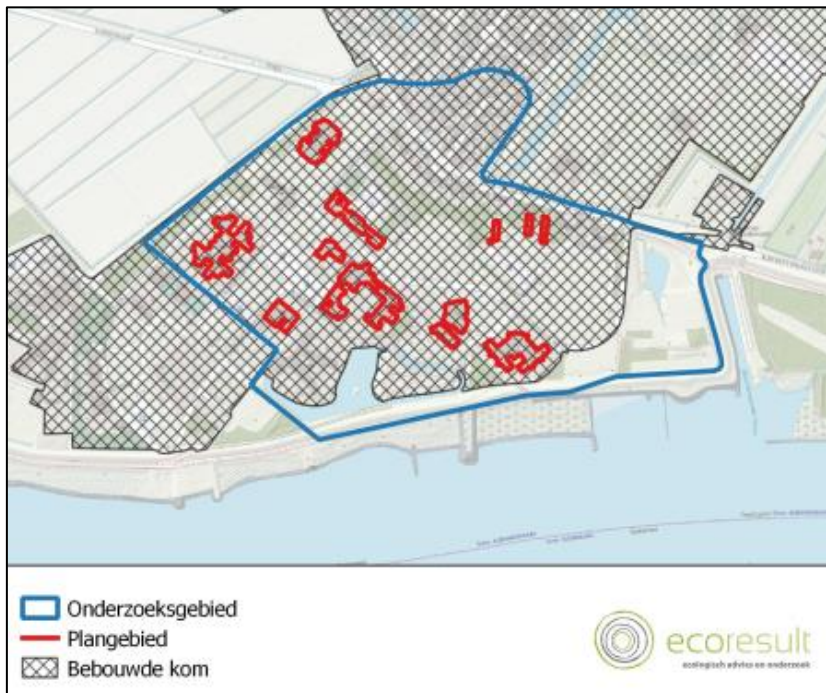 Onderzoeksgebied
Plangebied
Bebouwde kom
ecoresult
ecologisch advies en onderzoek